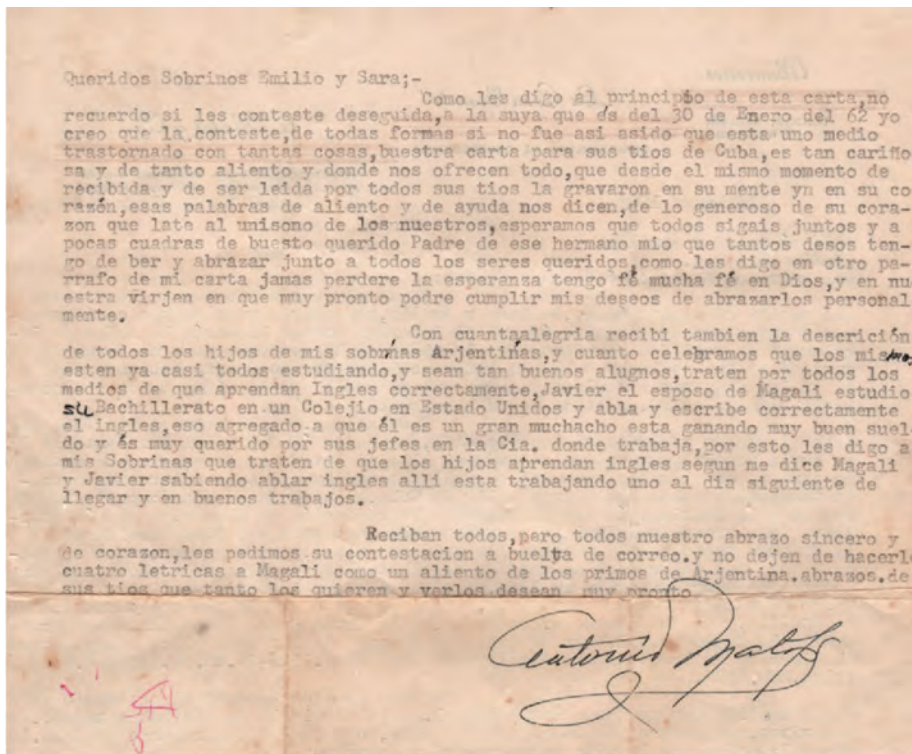 Queridos Sobrinos Emilio y Sara;-
Como les digo al principio de esta carta,no
recuerdo si les conteste deseguida,a la suya que és del 30 de Enero del 62 yo
creo que la conteste,de todas formas si no fue asi asido que esta uno medio
trastornado con tantas cosas,buestra carta para sus tios de Cuba,es tan cariño
sa y de tanto aliento y donde nos ofrecen todo,que desde el mismo momento de
recibida y de ser leida por todos sus tios la gravaron en su mente yn en su co
razón,esas palabras de aliento y de ayuda nos dicen,de lo generoso de su cora-
zon que late al unisono de los nuestros,esperamos que todos sigais juntos y a
pocas cuadras de buesto querido Padre de ese hermano mio que tantos desos ten-
go de ber y abrazar junto a todos los seres queridos,como les digo en otro pa-
rrafo de mi carta jamas perdere la esperanza tengo fé mucha fé en Dios,y en nu
estra virjen en que muy pronto podre cumplir mis deseos de abrazarlos personal
mente.
Con cuantaalegria recibi tambien la descrición
de todos los hijos de mis sobrinas Arjentiñas,y cuanto celebramos que los mismos
esten ya casi todos estudiando,y sean tan buenos alugnos,traten por todos los
medios de que aprendan Ingles correctamente,Javier el esposo de Magali estudio
su Bachillerato en un Colejio en Estado Unidos y abla y escribe correctamente
el ingles,eso agregado a que él es un gran muchacho esta ganando muy buen suel-
do y és muy querido por sus jefes en la Cia. donde trabaja,por esto les digo a
mis Sobrinas que traten de que los hijos aprendan ingles segun me dice Magali
y Javier sabiendo ablar ingles alli esta trabajando uno al dia siguiente de
llegar y en buenos trabajos.
Reciban todos,pero todos nuestro abrazo sincero y
de corazon,les pedimos su contestacion a buelta de correo.y no dejen de hacerle
cuatro letricas a Magali como un aliento de los primos de Arjentina.abrazos.de
sus tios que tanto los quieren y verlos desean muy pronto
Antonio